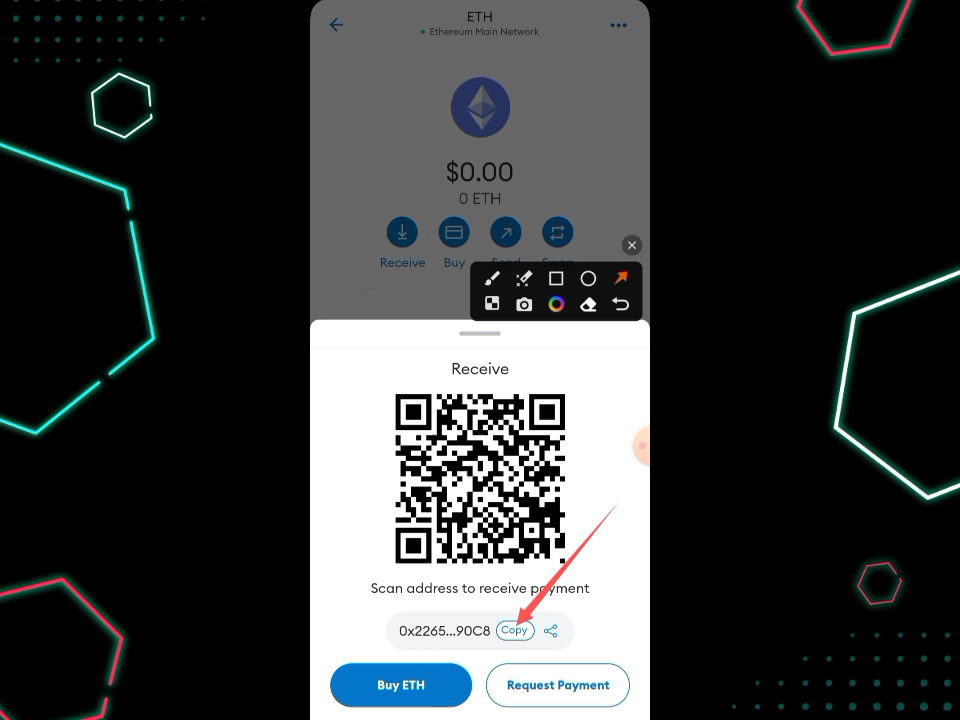 ETH
Ethereum Main Network
$0.00
0 ETH
Receive Buy Send
Receive
Scan address to receive payment
0x2265...90C8 Copy
Buy ETH Request Payment